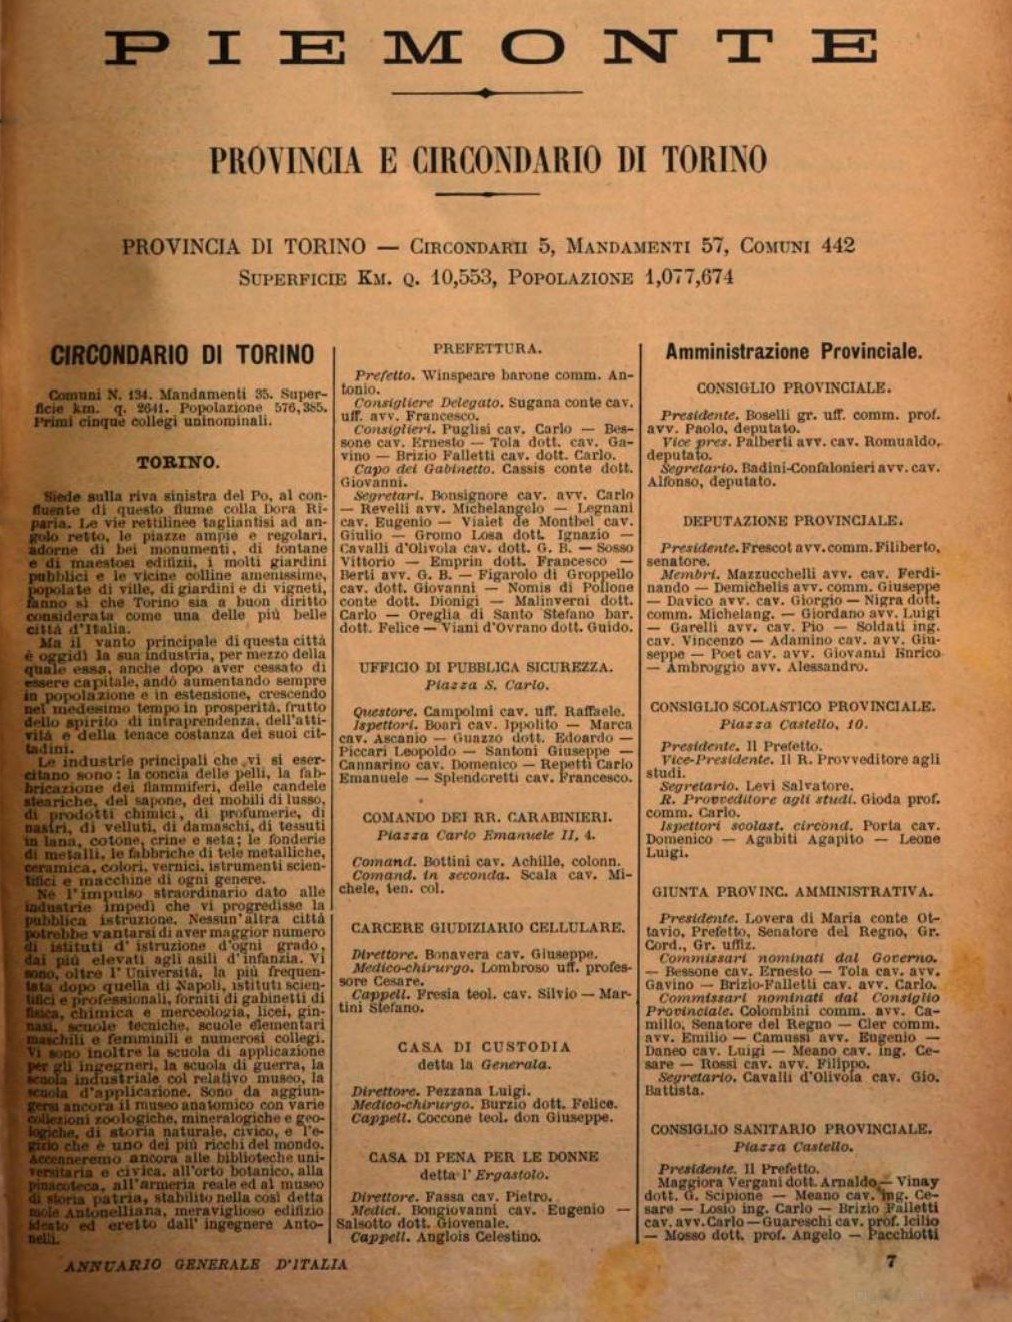 PIEMONTE
PROVINCIA E CIRCONDARIO DI TORINO
PROVINCIA DI TORINO — CIRCONDARII 5, MANDAMENTI 57, COMUNI 442
SUPERFICIE KM. Q. 10,553, POPOLAZIONE 1,077,674
CIRCONDARIO DI TORINO
Comuni N. 134. Mandamenti 35. Super-
ficie km. q. 2641. Popolazione 576,385.
Primi cinque collegi uninominali.
TORINO.
Siede sulla riva sinistra del Po, al con-
fluente di questo fiume colla Dora Ri-
paria. Le vie rettilinee tagliantisi ad an-
golo retto, le piazze ampie e regolari,
adorne di bei monumenti, di fontane
e di maestosi edifizii, i molti giardini
pubblici e le vicine colline amenissime,
popolate di ville, di giardini e di vigneti,
fanno sì che Torino sia a buon diritto
considerata come una delle più belle
città d'Italia.
Ma il vanto principale di questa città
è oggidì la sua industria, per mezzo della
quale essa, anche dopo aver cessato di
essere capitale, andò aumentando sempre
in popolazione e in estensione, crescendo
nel medesimo tempo in prosperità, frutto
dello spirito di intraprendenza, dell'atti-
vità e della tenace costanza dei suoi cit-
tadini.
Le industrie principali che vi si eser-
citano sono: la concia delle pelli, la fab-
bricazione dei fiammiferi, delle candele
steariche, del sapone, dei mobili di lusso,
di prodotti chimici, di profumerie, di
nastri, di velluti, di damaschi, di tessuti
in lana, cotone, crine e seta; le fonderie
di metalli, le fabbriche di tele metalliche,
ceramica, colori, vernici, istrumenti scien-
tifici e macchine di ogni genere.
Nè l'impulso straordinario dato alle
industrie impedì che vi progredisse la
pubblica istruzione. Nessun'altra città
potrebbe vantarsi di aver maggior numero
di istituti d'istruzione d'ogni grado,
dai più elevati agli asili d'infanzia. Vi
sono, oltre l'Università, la più frequen-
tata dopo quella di Napoli, istituti scien-
tifici e professionali, forniti di gabinetti di
fisica, chimica e merceologia, licei, gin-
nasi, scuole tecniche, scuole elementari
maschili e femminili e numerosi collegi.
Vi sono inoltre la scuola di applicazione
per gli ingegneri, la scuola di guerra, la
scuola industriale col relativo museo, la
scuola d'applicazione. Sono da aggiun-
gersi ancora il museo anatomico con varie
collezioni zoologiche, mineralogiche e geo-
logiche, di storia naturale, civico, e l'e-
gizio che è uno dei più ricchi del mondo.
Accenneremo ancora alle biblioteche uni-
versitaria e civica, all'orto botanico, alla
pinacoteca, all'armeria reale ed al museo
di storia patria, stabilito nella così detta
mole Antonelliana, meraviglioso edifizio
ideato ed eretto dall'ingegnere Anto-
nelli.
PREFETTURA.
Prefetto. Winspeare barone comm. An-
tonio.
Consigliere Delegato. Sugana conte cav.
uff. avv. Francesco.
Consiglieri. Puglisi cav. Carlo — Bes-
sone cav. Ernesto — Tola dott. cav. Ga-
vino — Brizio Falletti cav. dott. Carlo.
Capo dei Gabinetto. Cassis conte dott.
Giovanni.
Segretari. Bonsignore cav. avv. Carlo
— Revelli avv. Michelangelo — Legnani
cav. Eugenio — Vialet de Montbel cav.
Giulio — Gromo Losa dott. Ignazio —
Cavalli d'Olivola cav. dott. G. B. — Sosso
Vittorio — Emprin dott. Francesco —
Berti avv. G. B. — Figarolo di Groppello
cav. dott. Giovanni — Nomis di Pollone
conte dott. Dionigi — Malinverni dott.
Carlo — Oreglia di Santo Stefano bar.
dott. Felice — Viani d'Ovrano dott. Guido.
UFFICIO DI PUBBLICA SICUREZZA.
Piazza S. Carlo.
Questore. Campolmi cav. uff. Raffaele.
Ispettori. Boari cav. Ippolito — Marca
cav. Ascanio — Guazzo dott. Edoardo —
Piccari Leopoldo — Santoni Giuseppe —
Cannarino cav. Domenico — Repetti Carlo
Emanuele — Splendoretti cav. Francesco.
COMANDO DEI RR. CARABINIERI.
Piazza Carlo Emanuele II, 4.
Comand. Bottini cav. Achille, colonn.
Comand. in seconda. Scala cav. Mi-
chele, ten. col.
CARCERE GIUDIZIARIO CELLULARE.
Direttore. Bonavera cav. Giuseppe.
Medico-chirurgo. Lombroso uff. profes-
sore Cesare.
Cappell. Fresia teol. cav. Silvio — Mar-
tini Stefano.
CASA DI CUSTODIA
detta la Generala.
Direttore. Pezzana Luigi.
Medico-chirurgo. Burzio dott. Felice.
Cappell. Coccone teol. don Giuseppe.
CASA DI PENA PER LE DONNE
detta l'Ergastolo.
Direttore. Fassa cav. Pietro.
Medici. Bongiovanni cav. Eugenio —
Salsotto dott. Giovenale.
Cappell. Anglois Celestino.
Amministrazione Provinciale.
CONSIGLIO PROVINCIALE.
Presidente. Boselli gr. uff. comm. prof.
avv. Paolo, deputato.
Vice pres. Palberti avv. cav. Romualdo,
deputato.
Segretario. Badini-Confalonieri avv. cav.
Alfonso, deputato.
DEPUTAZIONE PROVINCIALE.
Presidente. Frescot avv. comm. Filiberto,
senatore.
Membri. Mazzucchelli avv. cav. Ferdi-
nando — Demichelis avv. comm. Giuseppe
— Davico avv. cav. Giorgio — Nigra dott.
comm. Michelang. — Giordano avv. Luigi
— Garelli avv. cav. Pio — Soldati ing.
cav. Vincenzo — Adamino cav. avv. Giu-
seppe — Poet cav. avv. Giovanni Enrico
— Ambroggio avv. Alessandro.
CONSIGLIO SCOLASTICO PROVINCIALE.
Piazza Castello, 10.
Presidente. Il Prefetto.
Vice-Presidente. Il R. Provveditore agli
studi.
Segretario. Levi Salvatore.
R. Provveditore agli studi. Gioda prof.
comm. Carlo.
Ispettori scolast. circond. Porta cav.
Domenico — Agabiti Agapito — Leone
Luigi.
GIUNTA PROVINC. AMMINISTRATIVA.
Presidente. Lovera di Maria conte Ot-
tavio, Prefetto, Senatore del Regno, Gr.
Cord., Gr. uffiz.
Commissari nominati dal Governo.
— Bessone cav. Ernesto — Tola cav. avv.
Gavino — Brizio-Falletti cav. avv. Carlo.
Commissari nominati dal Consiglio
Provinciale. Colombini comm. avv. Ca-
millo, Senatore del Regno — Cler comm.
avv. Emilio — Camussi avv. Eugenio —
Daneo cav. Luigi — Meano cav. ing. Ce-
sare — Rossi cav. avv. Filippo.
Segretario. Cavalli d'Olivola cav. Gio.
Battista.
CONSIGLIO SANITARIO PROVINCIALE.
Piazza Castello.
Presidente. Il Prefetto.
Maggiora Vergani dott. Arnaldo — Vinay
dott. G. Scipione — Meano cav. ing. Ce-
sare — Losio ing. Carlo — Brizio Falletti
cav. avv. Carlo — Guareschi cav. prof. Icilio
— Mosso dott. prof. Angelo — Pacchiotti
ANNUARIO GENERALE D'ITALIA
7